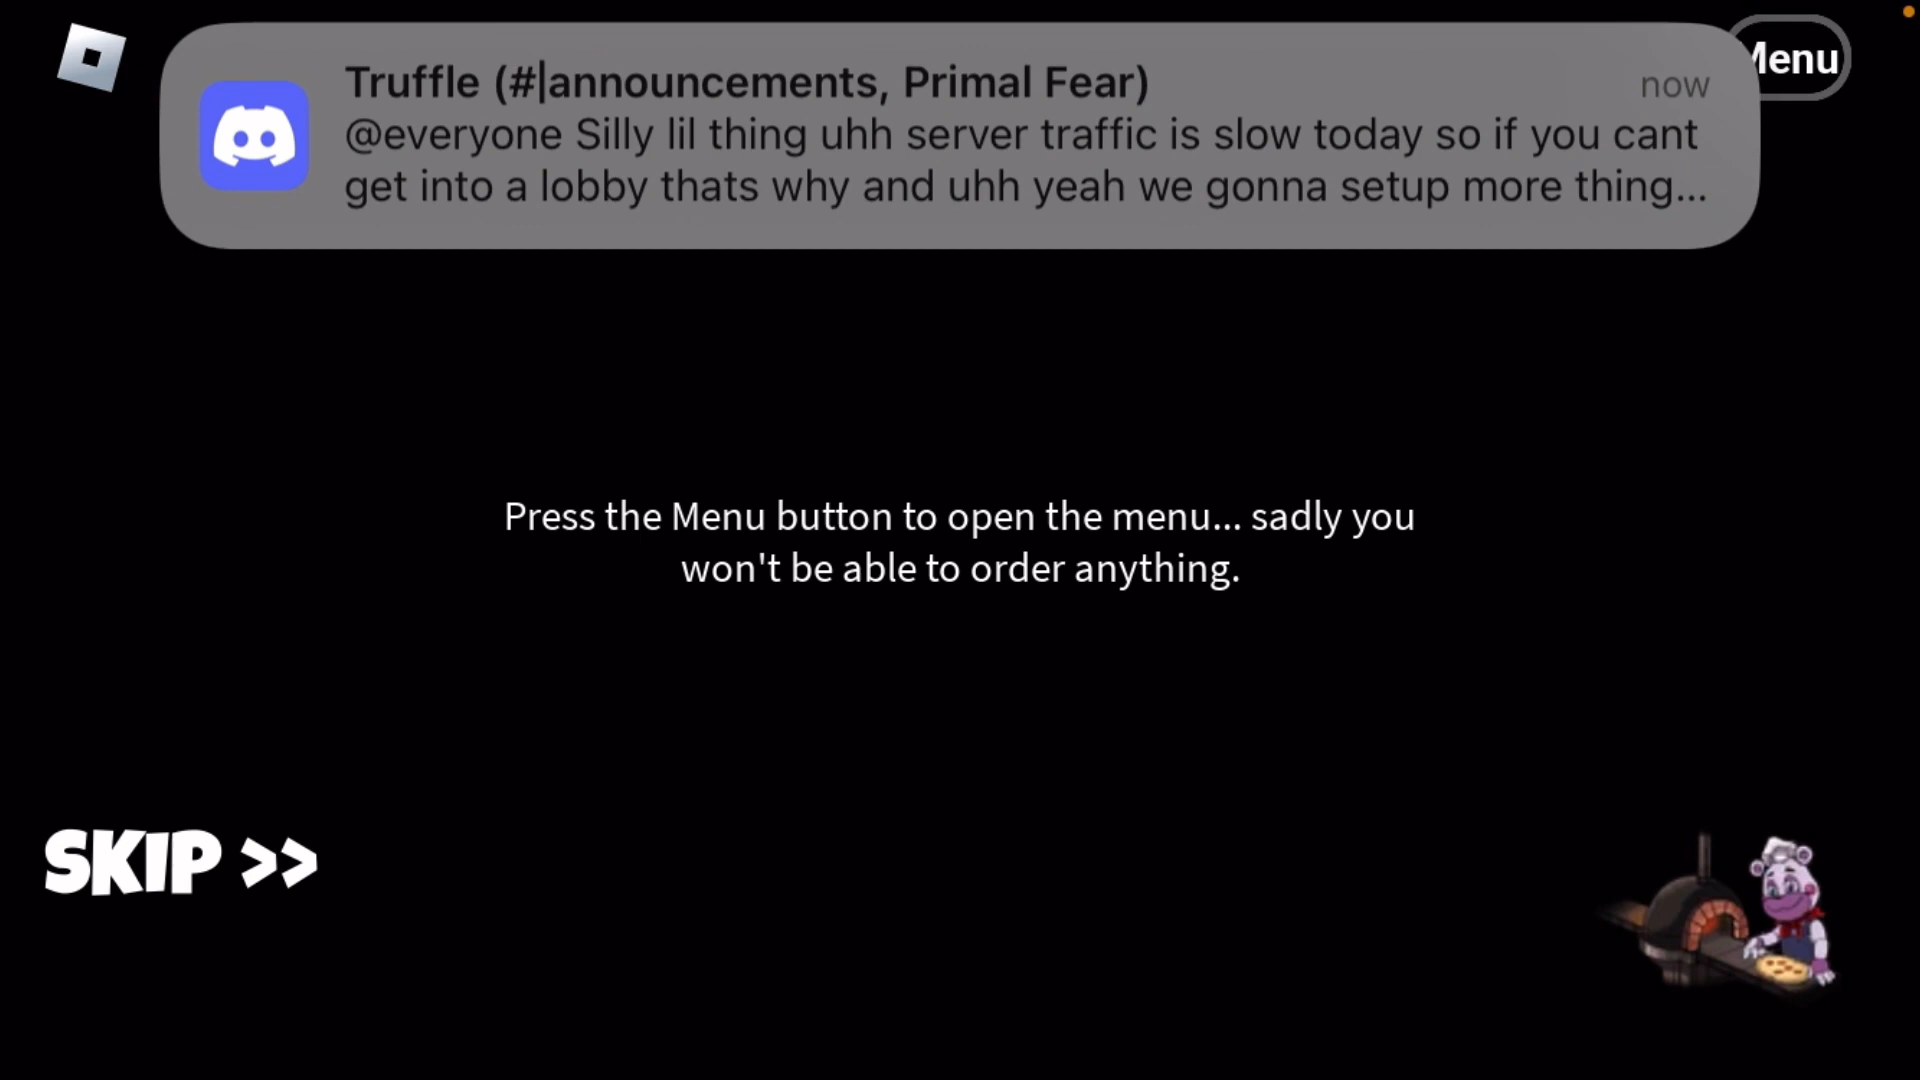 Truffle (#|announcements, Primal Fear)
now
Menu
@everyone Silly lil thing uhh server traffic is slow today so if you cant
get into a lobby thats why and uhh yeah we gonna setup more thing...
Press the Menu button to open the menu... sadly you
won't be able to order anything.
SKIP >>